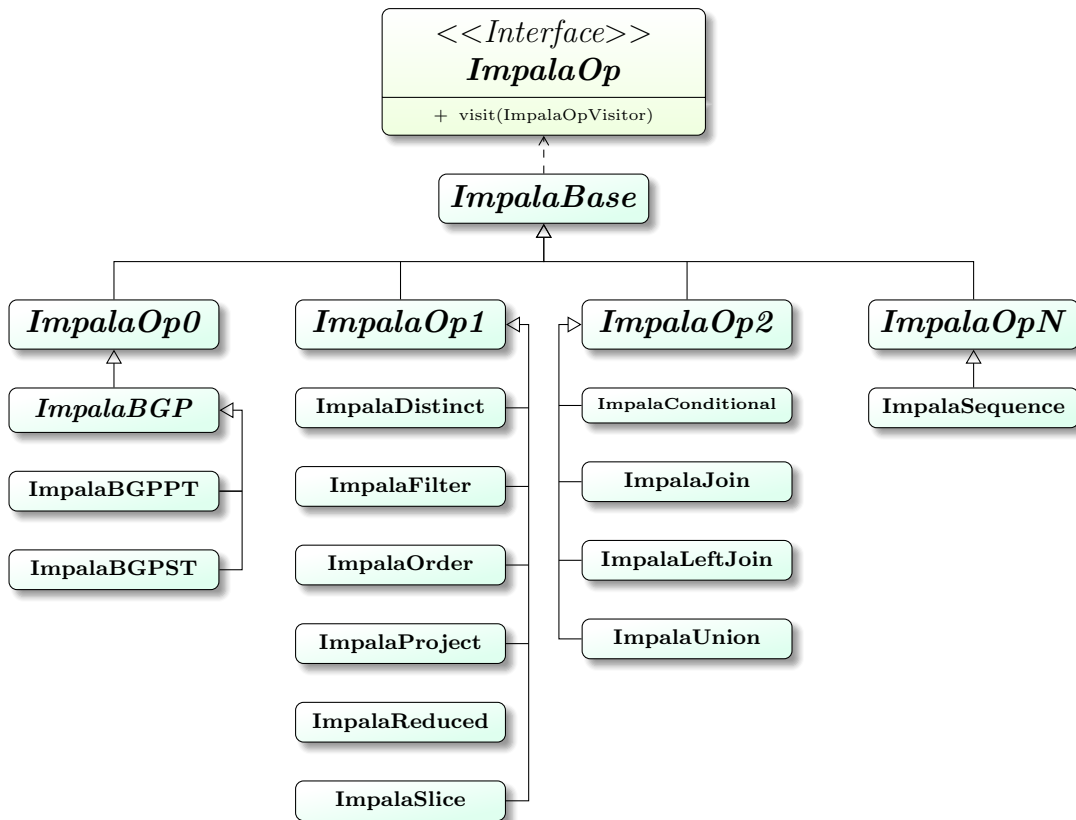 <<Interface>>
ImpalaOp
+ visit(ImpalaOpVisitor)
ImpalaBase
ImpalaOp0
ImpalaOp1
ImpalaOp2
ImpalaOpN
ImpalaBGP
ImpalaDistinct
ImpalaConditional
ImpalaSequence
ImpalaBGPPT
ImpalaFilter
ImpalaJoin
ImpalaBGPST
ImpalaOrder
ImpalaLeftJoin
ImpalaProject
ImpalaUnion
ImpalaReduced
ImpalaSlice